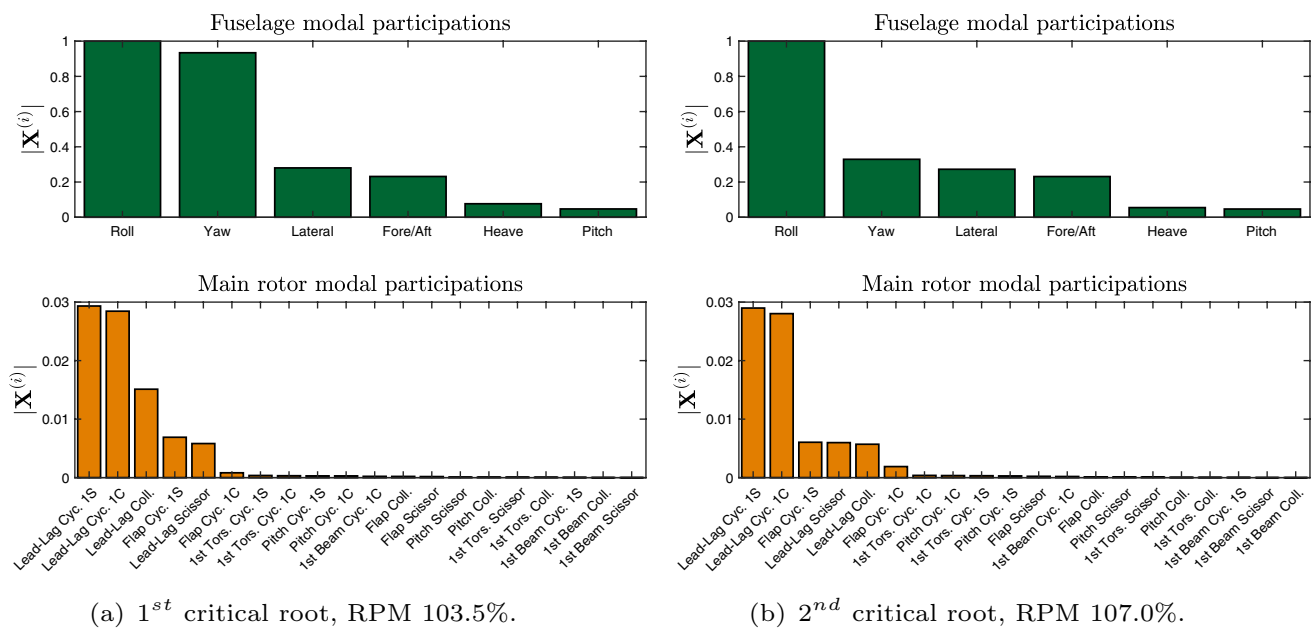 Fuselage modal participations
|X^(i)|
1
0.8
0.6
0.4
0.2
0
Roll Yaw Lateral Fore/Aft Heave Pitch
Main rotor modal participations
|X^(i)|
0.03
0.02
0.01
0
Lead-Lag Cyc. 1S
Lead-Lag Cyc. 1C
Lead-Lag Coll.
Flap Cyc. 1S
Lead-Lag Scissor
Flap Cyc. 1C
1st Tors. Cyc. 1S
1st Tors. Cyc. 1C
Pitch Cyc. 1S
Pitch Cyc. 1C
1st Beam Cyc. 1C
Flap Coll.
Flap Scissor
Pitch Scissor
Pitch Coll.
1st Tors. Scissor
1st Tors. Coll.
1st Beam Cyc. 1S
1st Beam Coll.
1st Beam Scissor
(a) 1^st critical root, RPM 103.5%.
Fuselage modal participations
|X^(i)|
1
0.8
0.6
0.4
0.2
0
Roll Yaw Lateral Fore/Aft Heave Pitch
Main rotor modal participations
|X^(i)|
0.03
0.02
0.01
0
Lead-Lag Cyc. 1S
Lead-Lag Cyc. 1C
Flap Cyc. 1S
Lead-Lag Scissor
Lead-Lag Coll.
Flap Cyc. 1C
1st Tors. Cyc. 1C
Pitch Cyc. 1C
1st Tors. Cyc. 1S
Pitch Cyc. 1S
Flap Scissor
1st Beam Cyc. 1C
Flap Coll.
Pitch Scissor
1st Tors. Scissor
Pitch Coll.
1st Tors. Coll.
1st Beam Cyc. 1S
1st Beam Scissor
1st Beam Coll.
(b) 2^nd critical root, RPM 107.0%.